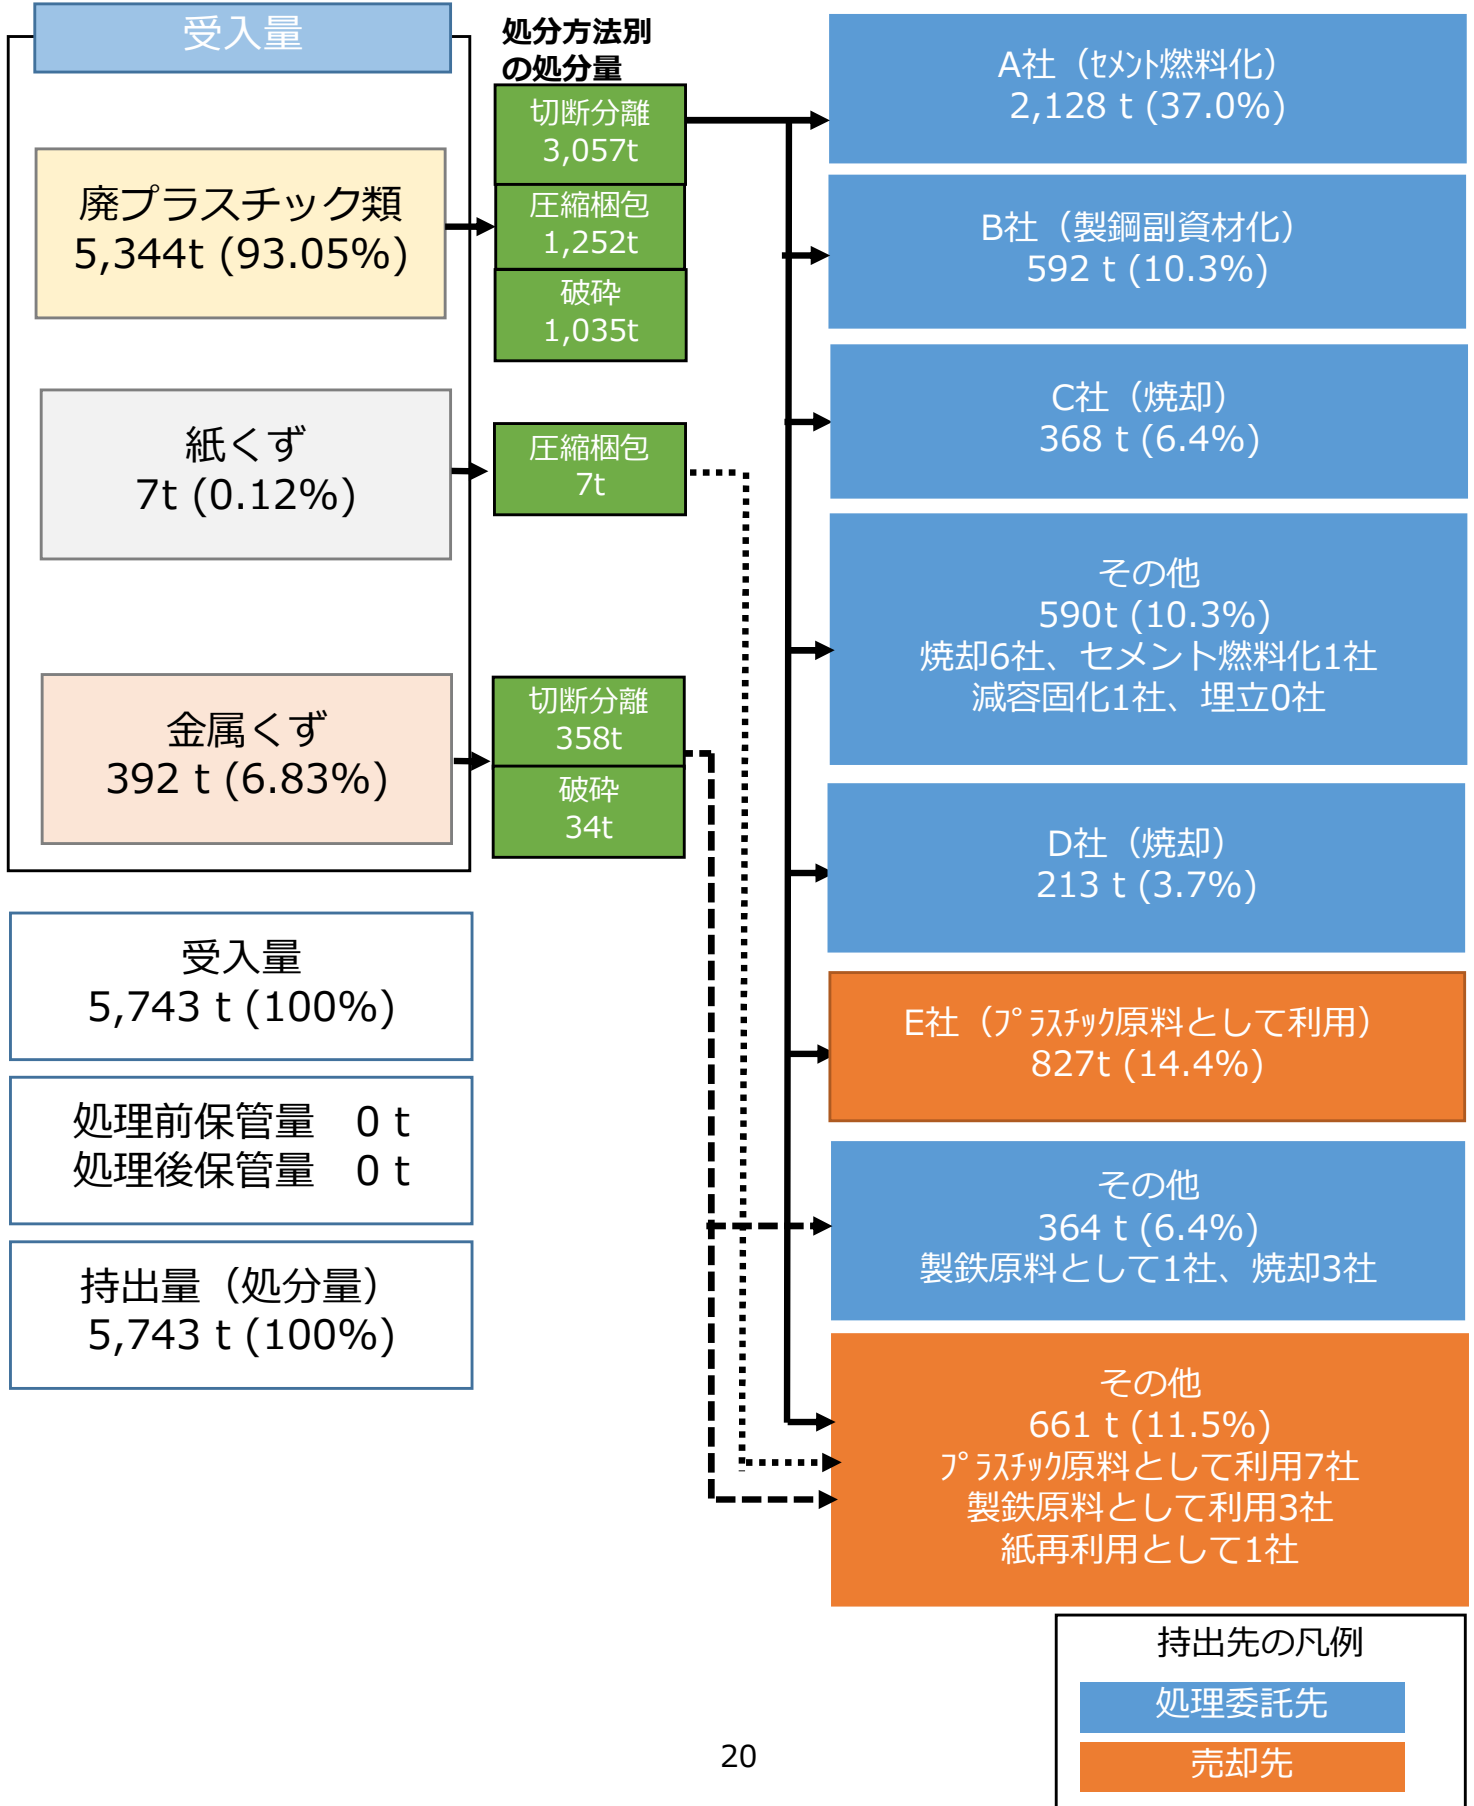 受入量
廃プラスチック類
5,344t (93.05%)
紙くず
7t (0.12%)
金属くず
392 t (6.83%)
受入量
5,743 t (100%)
処理前保管量　0 t
処理後保管量　0 t
持出量（処分量）
5,743 t (100%)
処分方法別
の処分量
切断分離
3,057t
圧縮梱包
1,252t
破砕
1,035t
圧縮梱包
7t
切断分離
358t
破砕
34t
A社（ｾﾒﾝﾄ燃料化）
2,128 t (37.0%)
B社（製鋼副資材化）
592 t (10.3%)
C社（焼却）
368 t (6.4%)
その他
590t (10.3%)
焼却6社、セメント燃料化1社
減容固化1社、埋立0社
D社（焼却）
213 t (3.7%)
E社（ﾌﾟﾗｽﾁｯｸ原料として利用）
827t (14.4%)
その他
364 t (6.4%)
製鉄原料として1社、焼却3社
その他
661 t (11.5%)
ﾌﾟﾗｽﾁｯｸ原料として利用7社
製鉄原料として利用3社
紙再利用として1社
持出先の凡例
処理委託先
売却先
20